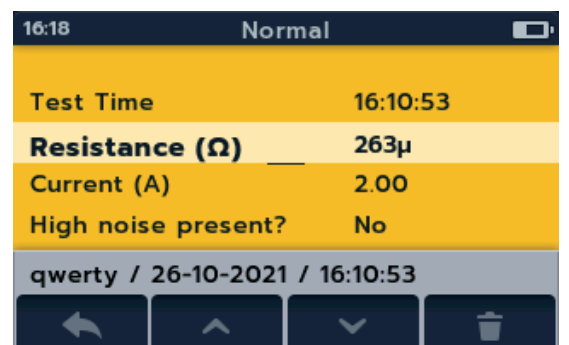 16:18 Normal
Test Time 16:10:53
Resistance (Ω) __ 263µ
Current (A) 2.00
High noise present? No
qwerty / 26-10-2021 / 16:10:53